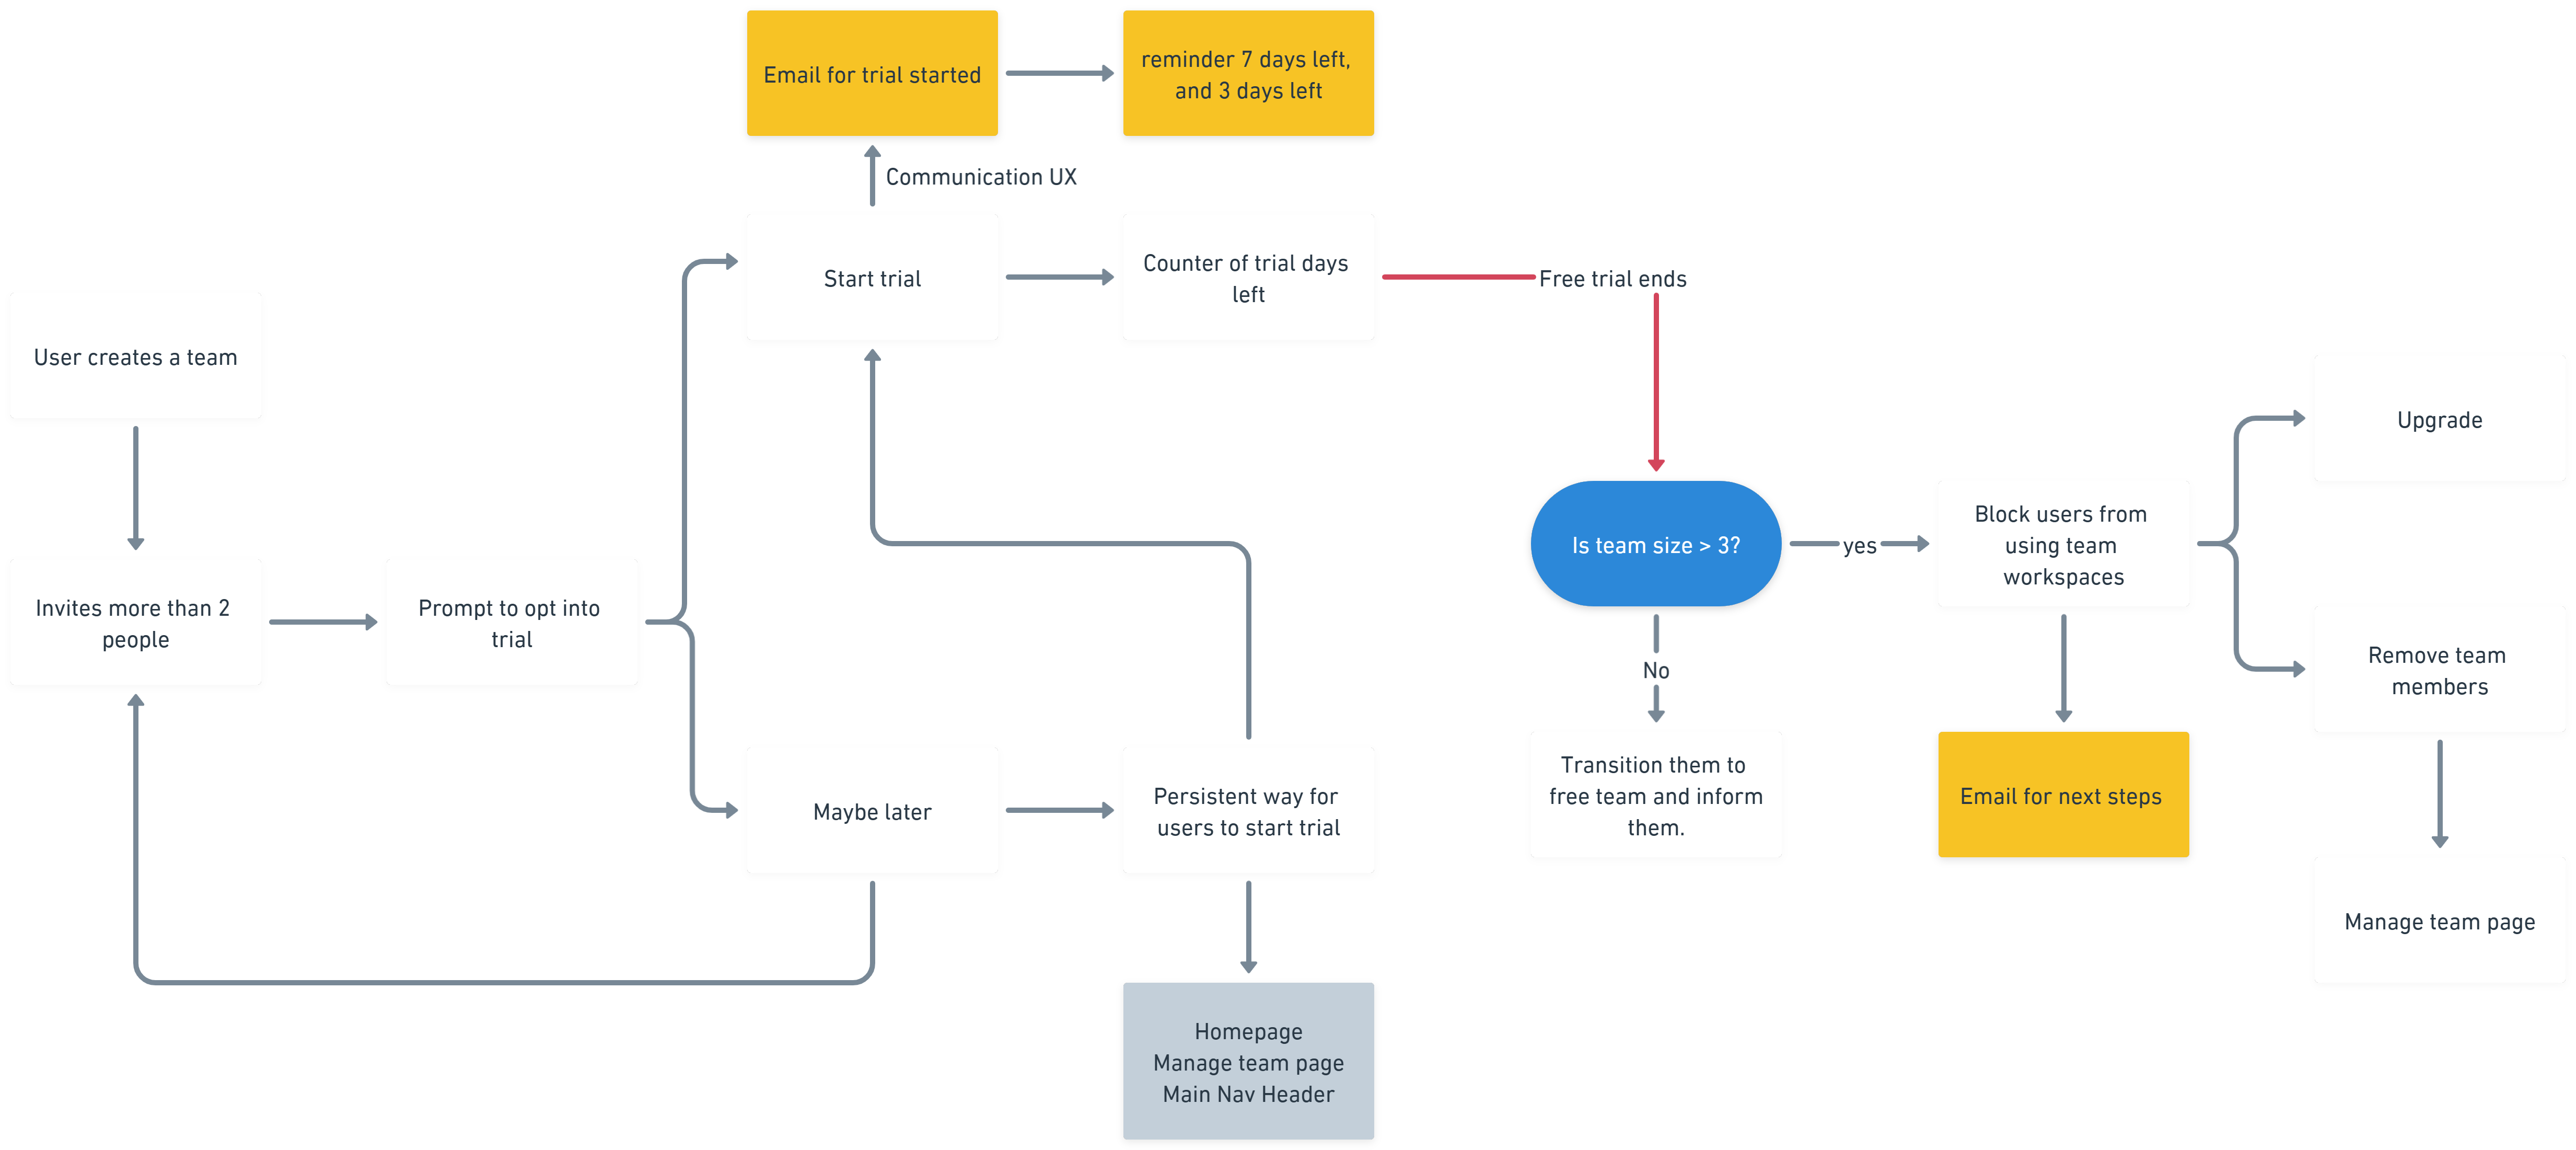 Email for trial started
reminder 7 days left,
and 3 days left
Communication UX
Start trial
Counter of trial days
left
Free trial ends
User creates a team
Invites more than 2
people
Prompt to opt into
trial
Maybe later
Persistent way for
users to start trial
Homepage
Manage team page
Main Nav Header
Is team size > 3?
yes
No
Transition them to
free team and inform
them.
Block users from
using team
workspaces
Email for next steps
Upgrade
Remove team
members
Manage team page